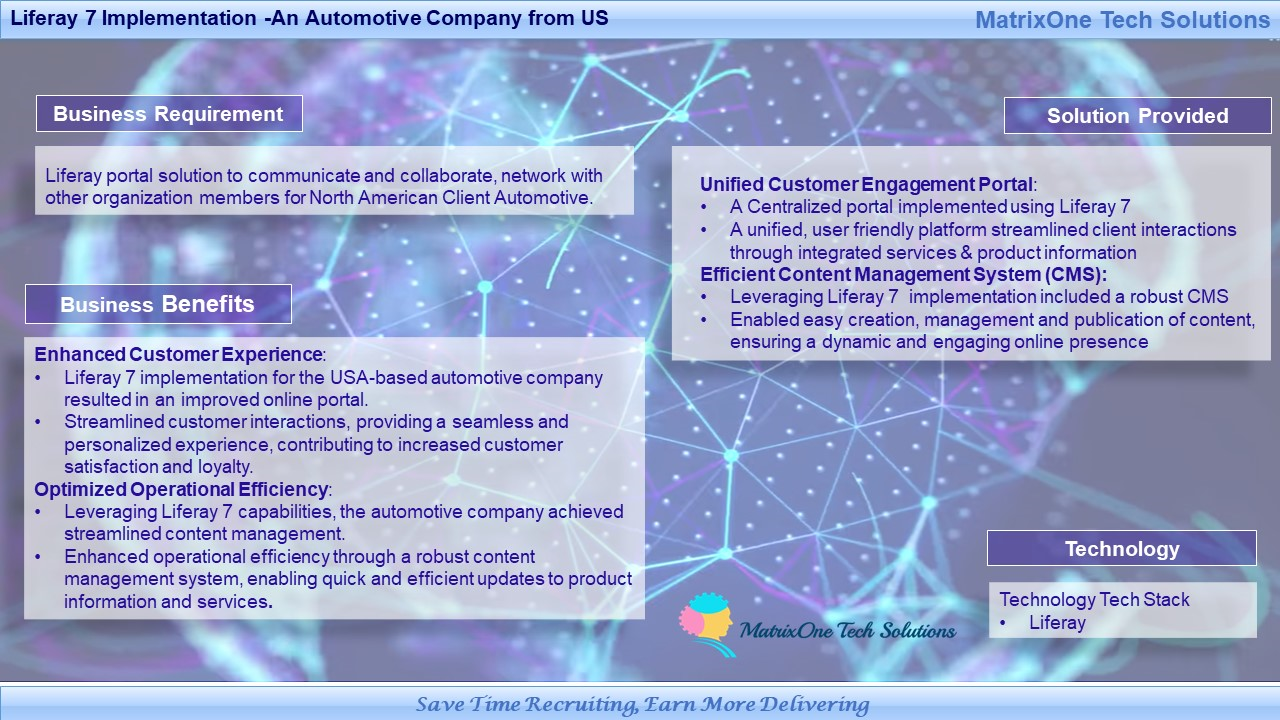 Liferay 7 Implementation -An Automotive Company from US
MatrixOne Tech Solutions
Business Requirement
Liferay portal solution to communicate and collaborate, network with
other organization members for North American Client Automotive.
Business Benefits
Enhanced Customer Experience:
• Liferay 7 implementation for the USA-based automotive company
resulted in an improved online portal.
• Streamlined customer interactions, providing a seamless and
personalized experience, contributing to increased customer
satisfaction and loyalty.
Optimized Operational Efficiency:
• Leveraging Liferay 7 capabilities, the automotive company achieved
streamlined content management.
• Enhanced operational efficiency through a robust content
management system, enabling quick and efficient updates to product
information and services.
Solution Provided
Unified Customer Engagement Portal:
• A Centralized portal implemented using Liferay 7
• A unified, user friendly platform streamlined client interactions
through integrated services & product information
Efficient Content Management System (CMS):
• Leveraging Liferay 7 implementation included a robust CMS
• Enabled easy creation, management and publication of content,
ensuring a dynamic and engaging online presence
Technology
Technology Tech Stack
• Liferay
MatrixOne Tech Solutions
Save Time Recruiting, Earn More Delivering